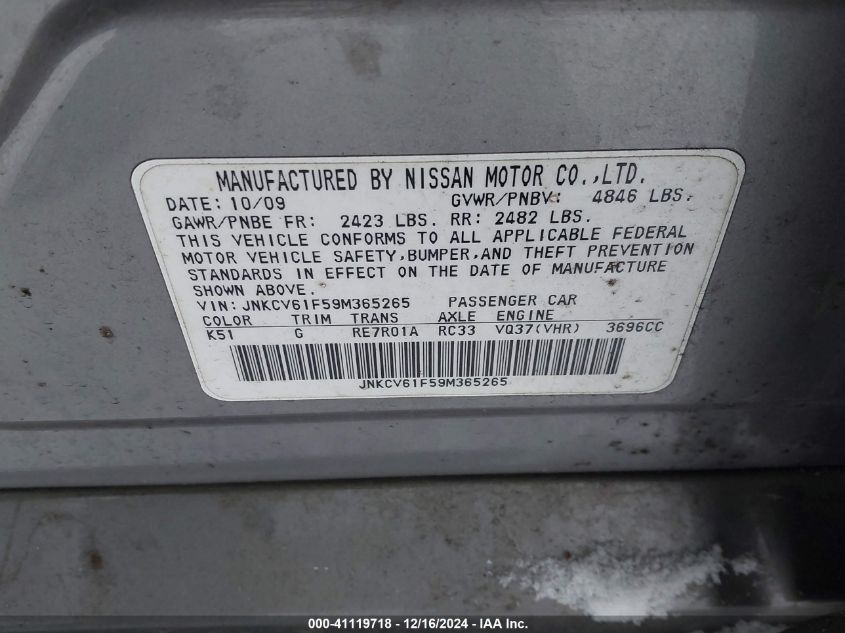 MANUFACTURED BY NISSAN MOTOR CO.,LTD.
DATE: 10/09 GVWR/PNBV: 4846 LBS.
GAWR/PNBE FR: 2423 LBS. RR: 2482 LBS.
THIS VEHICLE CONFORMS TO ALL APPLICABLE FEDERAL
MOTOR VEHICLE SAFETY,BUMPER,AND THEFT PREVENTION
STANDARDS IN EFFECT ON THE DATE OF MANUFACTURE
SHOWN ABOVE.
VIN: JNKCV61F59M365265 PASSENGER CAR
COLOR TRIM TRANS AXLE ENGINE
K51 G RE7R01A RC33 VQ37(VHR) 3696CC
JNKCV61F59M365265
000-41119718 - 12/16/2024 - IAA Inc.